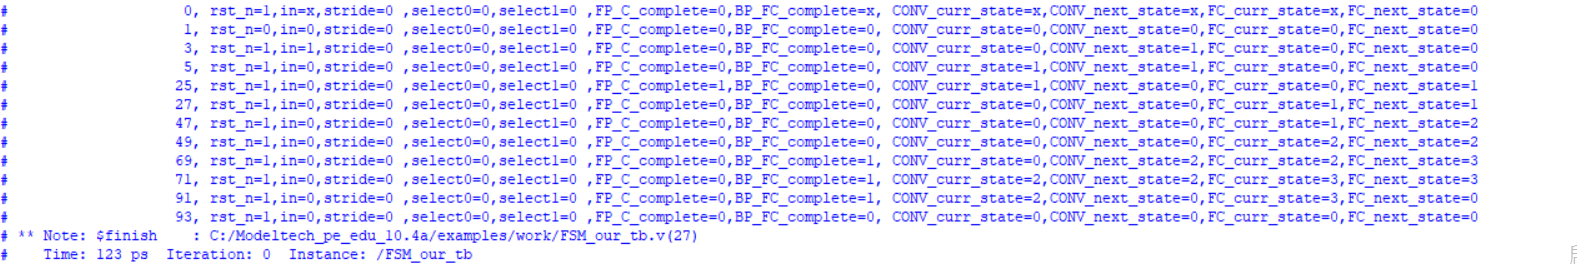 # 0, rst_n=1,in=x,stride=0 ,select0=0,select1=0 ,FP_C_complete=0,BP_FC_complete=x, CONV_curr_state=x,CONV_next_state=x,FC_curr_state=x,FC_next_state=0
# 1, rst_n=0,in=0,stride=0 ,select0=0,select1=0 ,FP_C_complete=0,BP_FC_complete=0, CONV_curr_state=0,CONV_next_state=0,FC_curr_state=0,FC_next_state=0
# 3, rst_n=1,in=1,stride=0 ,select0=0,select1=0 ,FP_C_complete=0,BP_FC_complete=0, CONV_curr_state=0,CONV_next_state=1,FC_curr_state=0,FC_next_state=0
# 5, rst_n=1,in=0,stride=0 ,select0=0,select1=0 ,FP_C_complete=0,BP_FC_complete=0, CONV_curr_state=1,CONV_next_state=1,FC_curr_state=0,FC_next_state=0
# 25, rst_n=1,in=0,stride=0 ,select0=0,select1=0 ,FP_C_complete=1,BP_FC_complete=0, CONV_curr_state=1,CONV_next_state=0,FC_curr_state=0,FC_next_state=1
# 27, rst_n=1,in=0,stride=0 ,select0=0,select1=0 ,FP_C_complete=0,BP_FC_complete=0, CONV_curr_state=0,CONV_next_state=0,FC_curr_state=1,FC_next_state=1
# 47, rst_n=1,in=0,stride=0 ,select0=0,select1=0 ,FP_C_complete=0,BP_FC_complete=0, CONV_curr_state=0,CONV_next_state=0,FC_curr_state=1,FC_next_state=2
# 49, rst_n=1,in=0,stride=0 ,select0=0,select1=0 ,FP_C_complete=0,BP_FC_complete=0, CONV_curr_state=0,CONV_next_state=0,FC_curr_state=2,FC_next_state=2
# 69, rst_n=1,in=0,stride=0 ,select0=0,select1=0 ,FP_C_complete=0,BP_FC_complete=1, CONV_curr_state=0,CONV_next_state=2,FC_curr_state=2,FC_next_state=3
# 71, rst_n=1,in=0,stride=0 ,select0=0,select1=0 ,FP_C_complete=0,BP_FC_complete=1, CONV_curr_state=2,CONV_next_state=2,FC_curr_state=3,FC_next_state=3
# 91, rst_n=1,in=0,stride=0 ,select0=0,select1=0 ,FP_C_complete=0,BP_FC_complete=1, CONV_curr_state=2,CONV_next_state=0,FC_curr_state=3,FC_next_state=0
# 93, rst_n=1,in=0,stride=0 ,select0=0,select1=0 ,FP_C_complete=0,BP_FC_complete=0, CONV_curr_state=0,CONV_next_state=0,FC_curr_state=0,FC_next_state=0
# ** Note: $finish : C:/Modeltech_pe_edu_10.4a/examples/work/FSM_our_tb.v(27)
# Time: 123 ps Iteration: 0 Instance: /FSM_our_tb